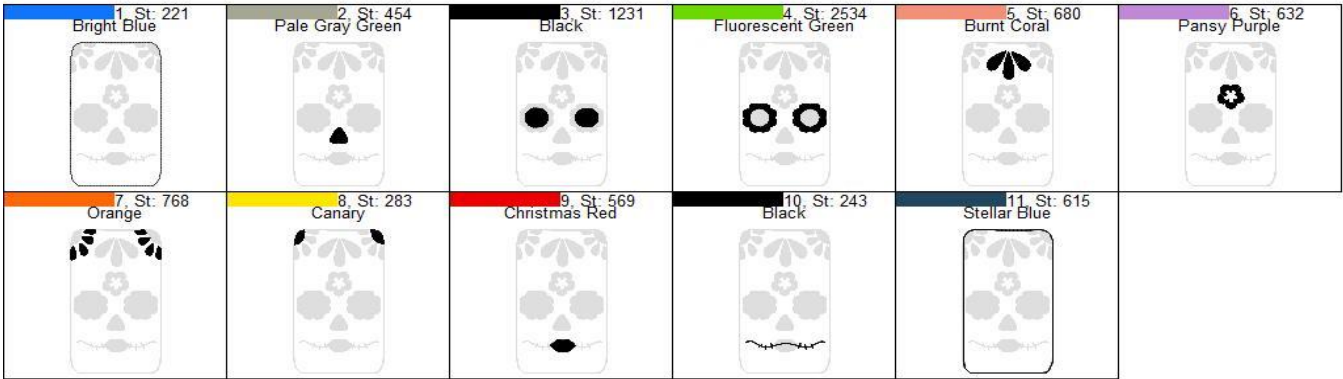 1, St: 221
Bright Blue
2, St: 454
Pale Gray Green
3, St: 1231
Black
4, St: 2534
Fluorescent Green
5, St: 680
Burnt Coral
6, St: 632
Pansy Purple
7, St: 768
Orange
8, St: 283
Canary
9, St: 569
Christmas Red
10, St: 243
Black
11, St: 615
Stellar Blue